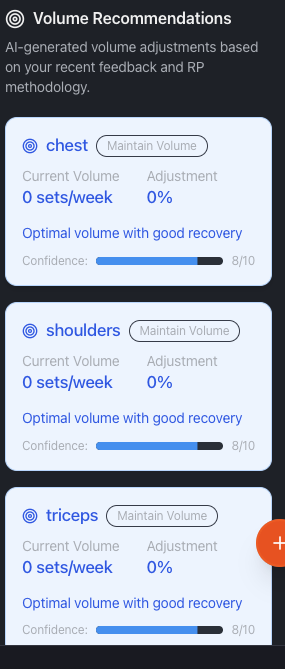 Volume Recommendations
AI-generated volume adjustments based
on your recent feedback and RP
methodology.
chest Maintain Volume
Current Volume Adjustment
0 sets/week 0%
Optimal volume with good recovery
Confidence: 8/10
shoulders Maintain Volume
Current Volume Adjustment
0 sets/week 0%
Optimal volume with good recovery
Confidence: 8/10
triceps Maintain Volume
Current Volume Adjustment
0 sets/week 0%
Optimal volume with good recovery
Confidence: 8/10